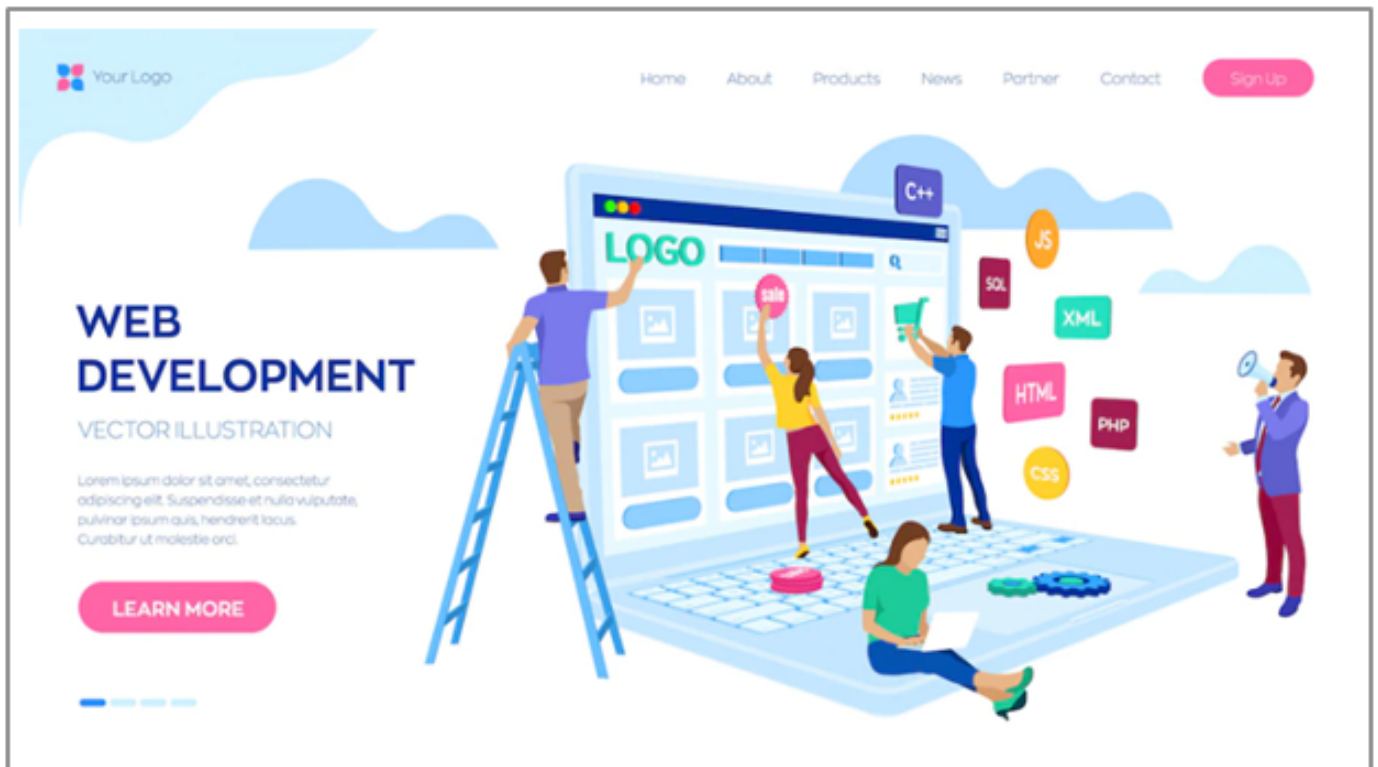 Your Logo
Home About Products News Partner Contact Sign Up
WEB
DEVELOPMENT
VECTOR ILLUSTRATION
Lorem ipsum dolor sit amet, consectetur
adipiscing elit. Suspendisse et nulla vulputate,
pulvinar ipsum quis, hendrerit lacus.
Curabitur ut molestie orci.
LEARN MORE
LOGO
sale
C++
JS
SQL
XML
HTML
PHP
CSS